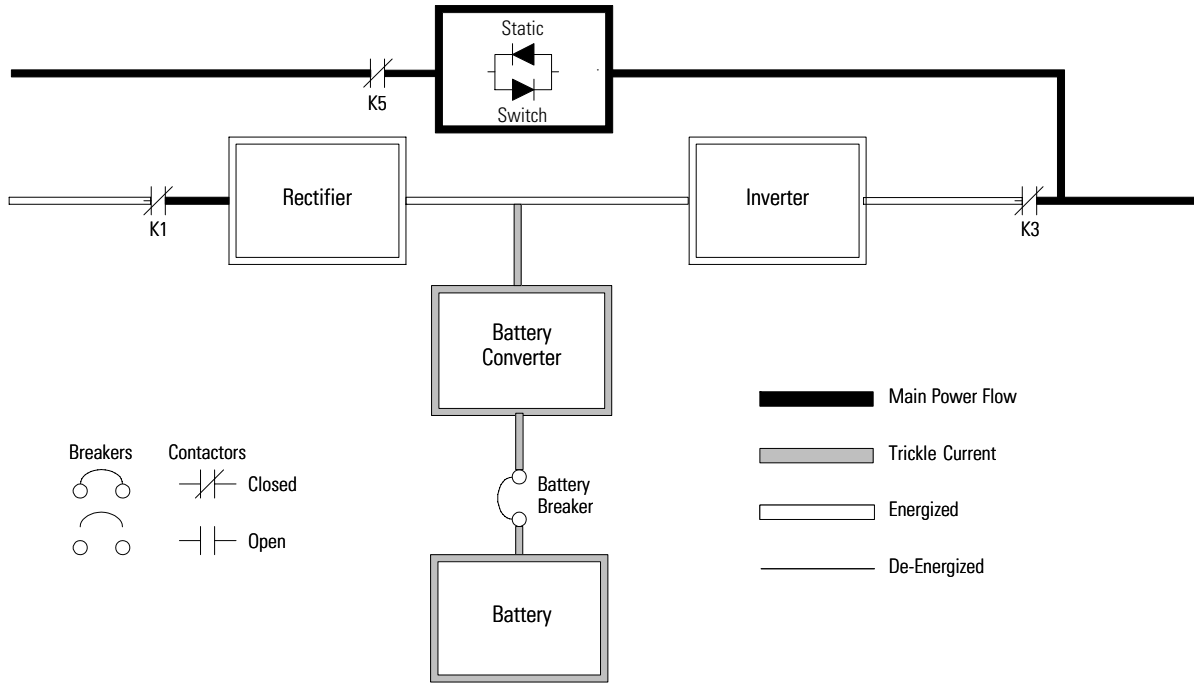 Static
Switch
K5
Rectifier
Inverter
K1
K3
Battery
Converter
Main Power Flow
Breakers
Contactors
Trickle Current
Closed
Battery
Breaker
Energized
Open
De-Energized
Battery